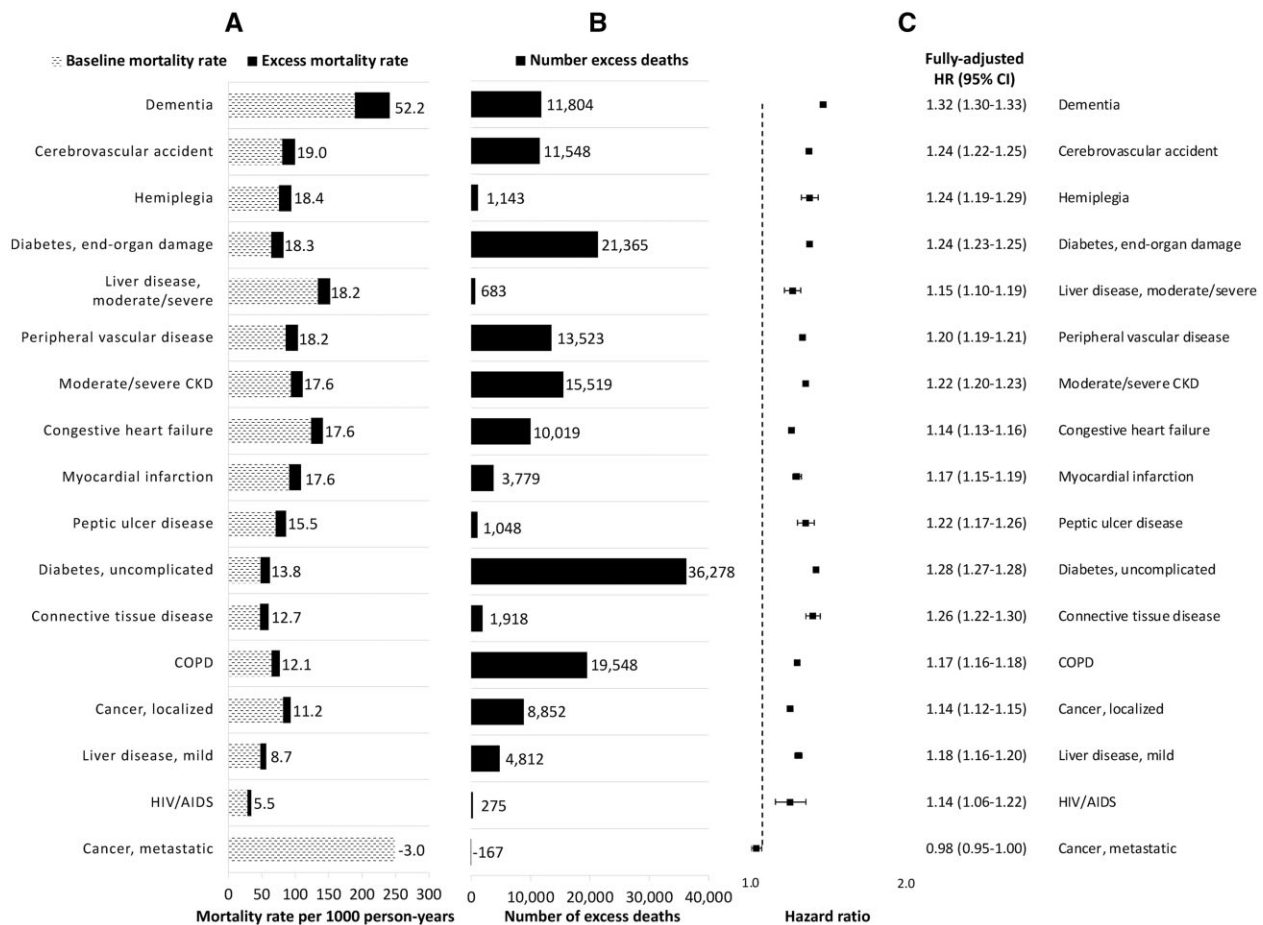 A B C
Baseline mortality rate Excess mortality rate Number excess deaths Fully-adjusted
HR (95% CI)
Dementia 52.2 11,804 1.32 (1.30-1.33) Dementia
Cerebrovascular accident 19.0 11,548 1.24 (1.22-1.25) Cerebrovascular accident
Hemiplegia 18.4 1,143 1.24 (1.19-1.29) Hemiplegia
Diabetes, end-organ damage 18.3 21,365 1.24 (1.23-1.25) Diabetes, end-organ damage
Liver disease,
moderate/severe 18.2 683 1.15 (1.10-1.19) Liver disease, moderate/severe
Peripheral vascular disease 18.2 13,523 1.20 (1.19-1.21) Peripheral vascular disease
Moderate/severe CKD 17.6 15,519 1.22 (1.20-1.23) Moderate/severe CKD
Congestive heart failure 17.6 10,019 1.14 (1.13-1.16) Congestive heart failure
Myocardial infarction 17.6 3,779 1.17 (1.15-1.19) Myocardial infarction
Peptic ulcer disease 15.5 1,048 1.22 (1.17-1.26) Peptic ulcer disease
Diabetes, uncomplicated 13.8 36,278 1.28 (1.27-1.28) Diabetes, uncomplicated
Connective tissue disease 12.7 1,918 1.26 (1.22-1.30) Connective tissue disease
COPD 12.1 19,548 1.17 (1.16-1.18) COPD
Cancer, localized 11.2 8,852 1.14 (1.12-1.15) Cancer, localized
Liver disease, mild 8.7 4,812 1.18 (1.16-1.20) Liver disease, mild
HIV/AIDS 5.5 275 1.14 (1.06-1.22) HIV/AIDS
Cancer, metastatic -3.0 -167 0.98 (0.95-1.00) Cancer, metastatic
0 50 100 150 200 250 300 0 10,000 20,000 30,000 40,000 1.0 2.0
Mortality rate per 1000 person-years Number of excess deaths Hazard ratio